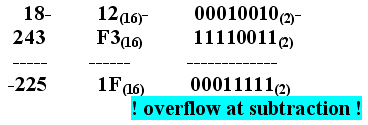 18- 12(16)- 00010010(2)-
243 F3(16) 11110011(2)
----- ------ -------------
-225 1F(16) 00011111(2)
! overflow at subtraction !